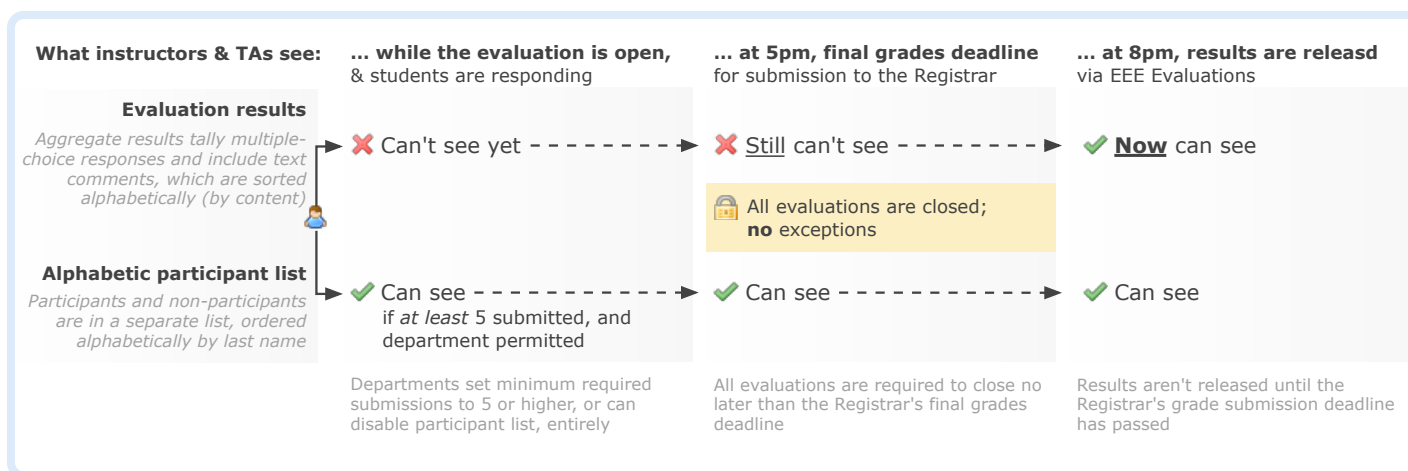 What instructors & TAs see:
... while the evaluation is open,
& students are responding
... at 5pm, final grades deadline
for submission to the Registrar
... at 8pm, results are releasd
via EEE Evaluations
Evaluation results
Aggregate results tally multiple-
choice responses and include text
comments, which are sorted
alphabetically (by content)
Can't see yet
Still can't see
Now can see
All evaluations are closed;
no exceptions
Alphabetic participant list
Participants and non-participants
are in a separate list, ordered
alphabetically by last name
Can see
if at least 5 submitted, and
department permitted
Can see
Can see
Departments set minimum required
submissions to 5 or higher, or can
disable participant list, entirely
All evaluations are required to close no
later than the Registrar's final grades
deadline
Results aren't released until the
Registrar's grade submission deadline
has passed